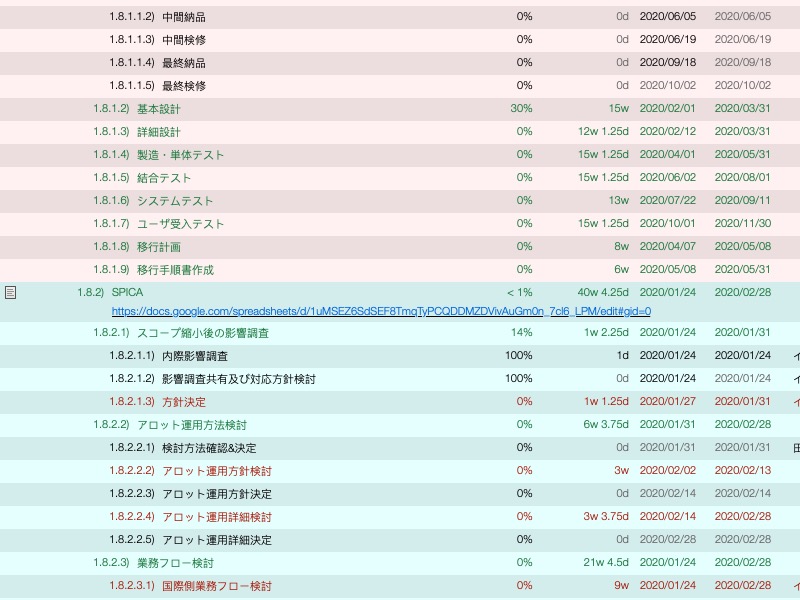 1.8.1.1.2) 中間納品 0% 0d 2020/06/05 2020/06/05
1.8.1.1.3) 中間検修 0% 0d 2020/06/19 2020/06/19
1.8.1.1.4) 最終納品 0% 0d 2020/09/18 2020/09/18
1.8.1.1.5) 最終検修 0% 0d 2020/10/02 2020/10/02
1.8.1.2) 基本設計 30% 15w 2020/02/01 2020/03/31
1.8.1.3) 詳細設計 0% 12w 1.25d 2020/02/12 2020/03/31
1.8.1.4) 製造・単体テスト 0% 15w 1.25d 2020/04/01 2020/05/31
1.8.1.5) 結合テスト 0% 15w 1.25d 2020/06/02 2020/08/01
1.8.1.6) システムテスト 0% 13w 2020/07/22 2020/09/11
1.8.1.7) ユーザ受入テスト 0% 15w 1.25d 2020/10/01 2020/11/30
1.8.1.8) 移行計画 0% 8w 2020/04/07 2020/05/08
1.8.1.9) 移行手順書作成 0% 6w 2020/05/08 2020/05/31
1.8.2) SPICA < 1% 40w 4.25d 2020/01/24 2020/02/28
https://docs.google.com/spreadsheets/d/1uMSEZ6SdSEF8TmqTyPCQDDMZDVivAuGm0n_7cl6_LPM/edit#gid=0
1.8.2.1) スコープ縮小後の影響調査 14% 1w 2.25d 2020/01/24 2020/01/31
1.8.2.1.1) 内際影響調査 100% 1d 2020/01/24 2020/01/24 イ
1.8.2.1.2) 影響調査共有及び対応方針検討 100% 0d 2020/01/24 2020/01/24 イ
1.8.2.1.3) 方針決定 0% 1w 1.25d 2020/01/27 2020/01/31 イ
1.8.2.2) アロット運用方法検討 0% 6w 3.75d 2020/01/31 2020/02/28
1.8.2.2.1) 検討方法確認&決定 0% 0d 2020/01/31 2020/01/31 田
1.8.2.2.2) アロット運用方針検討 0% 3w 2020/02/02 2020/02/13
1.8.2.2.3) アロット運用方針決定 0% 0d 2020/02/14 2020/02/14
1.8.2.2.4) アロット運用詳細検討 0% 3w 3.75d 2020/02/14 2020/02/28
1.8.2.2.5) アロット運用詳細決定 0% 0d 2020/02/28 2020/02/28
1.8.2.3) 業務フロー検討 0% 21w 4.5d 2020/01/24 2020/02/28
1.8.2.3.1) 国際側業務フロー検討 0% 9w 2020/01/24 2020/02/28 イ